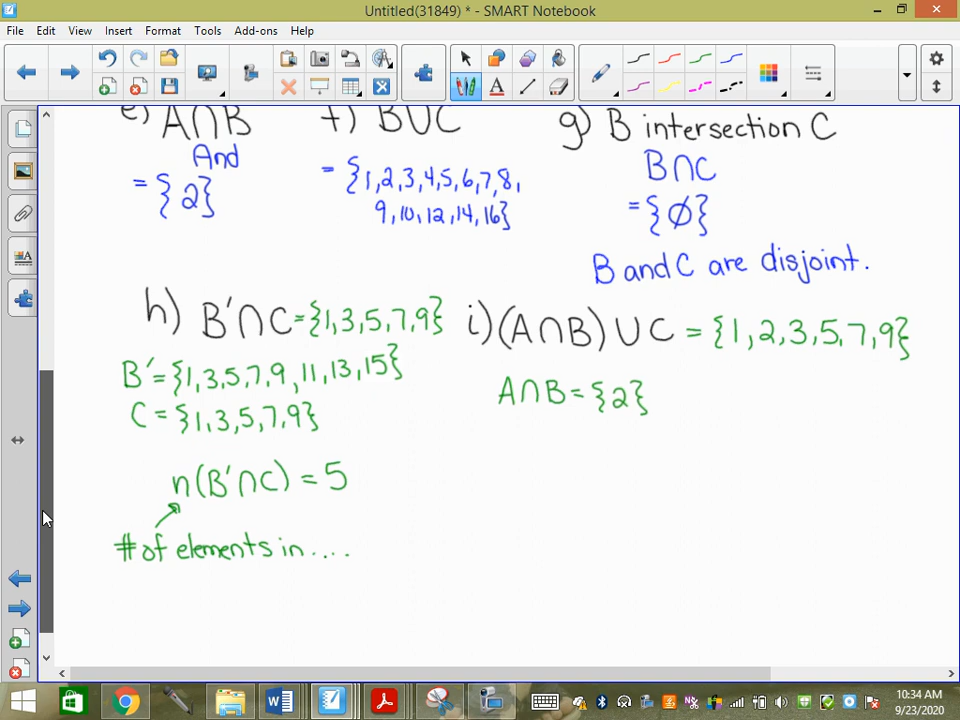 Untitled(31849) * - SMART Notebook
File Edit View Insert Format Tools Add-ons Help
e) A∩B
And
= {2}
f) B∪C
= {1,2,3,4,5,6,7,8,
9,10,12,14,16}
g) B intersection C
B∩C
= {∅}
B and C are disjoint.
h) B'∩C = {1,3,5,7,9}
B' = {1,3,5,7,9,11,13,15}
C = {1,3,5,7,9}
n(B'∩C) = 5
# of elements in ....
i) (A∩B) ∪ C = {1,2,3,5,7,9}
A∩B = {2}
10:34 AM
9/23/2020